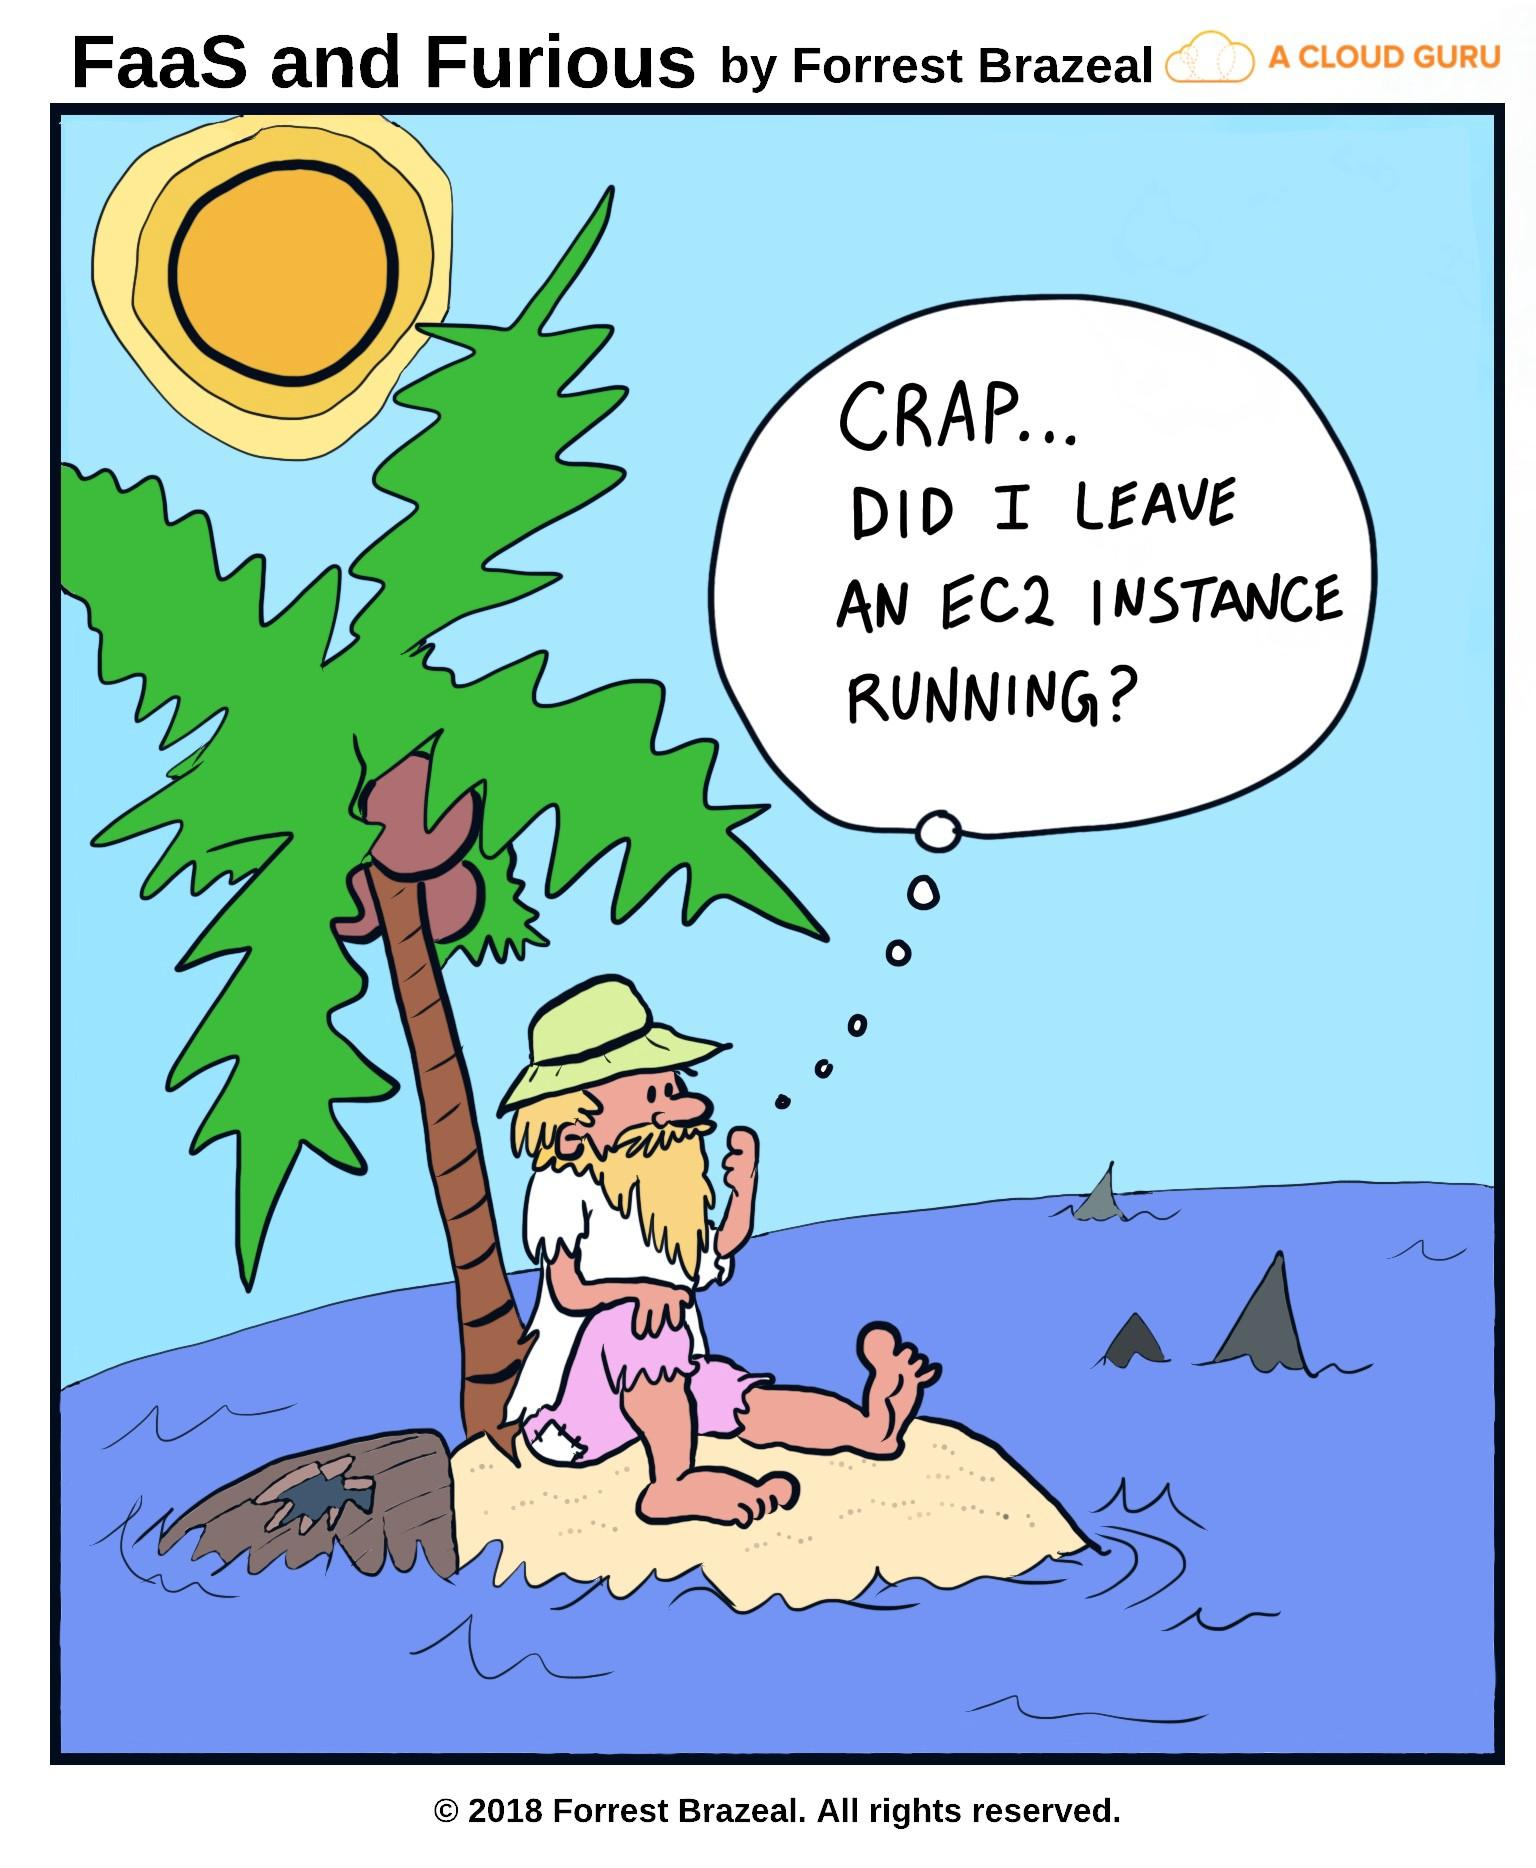 FaaS and Furious by Forrest Brazeal A CLOUD GURU
CRAP...
DID I LEAVE
AN EC2 INSTANCE
RUNNING?
© 2018 Forrest Brazeal. All rights reserved.